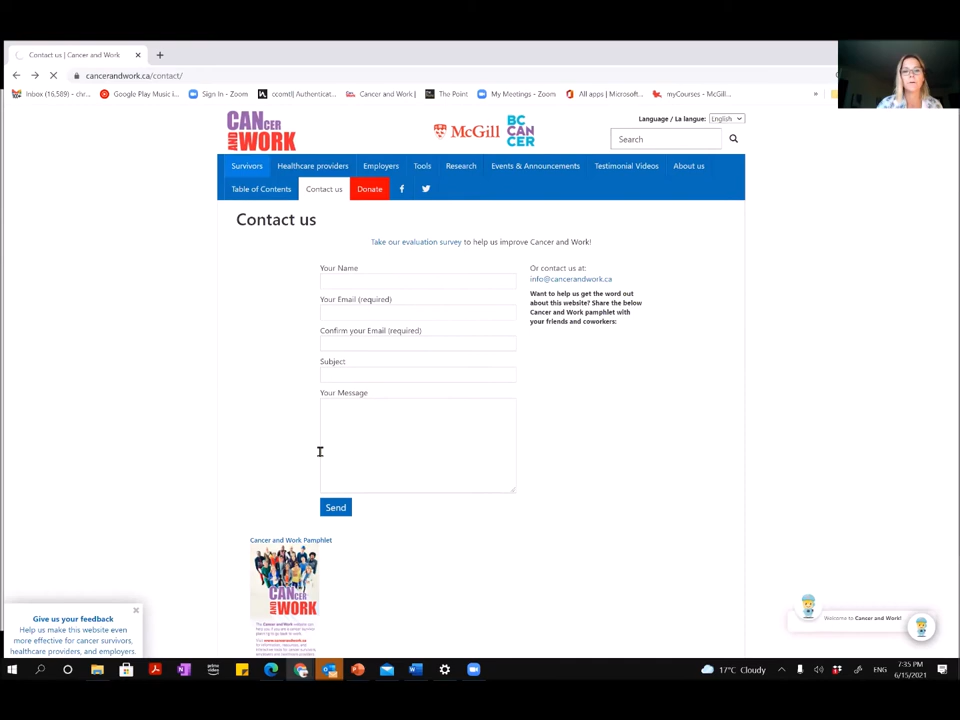 Contact us | Cancer and Work
cancerandwork.ca/contact/
Inbox (16,589) - chr...
Google Play Music i...
Sign In - Zoom
ccomtl| Authenticat...
Cancer and Work |
The Point
My Meetings - Zoom
All apps | Microsoft...
myCourses - McGill...
»
CANcer
AND WORK
McGill
BC
CAN
CER
Language / La langue: English
Search
Survivors Healthcare providers Employers Tools Research Events & Announcements Testimonial Videos About us
Table of Contents Contact us Donate
Contact us
Take our evaluation survey to help us improve Cancer and Work!
Your Name
Your Email (required)
Confirm your Email (required)
Subject
Your Message
Send
Or contact us at:
info@cancerandwork.ca
Want to help us get the word out
about this website? Share the below
Cancer and Work pamphlet with
your friends and coworkers:
Cancer and Work Pamphlet
CANcer
AND WORK
Give us your feedback
Help us make this website even
more effective for cancer survivors,
healthcare providers, employers.
Welcome to Cancer and Work!
17°C Cloudy
ENG
7:35 PM
6/15/2021